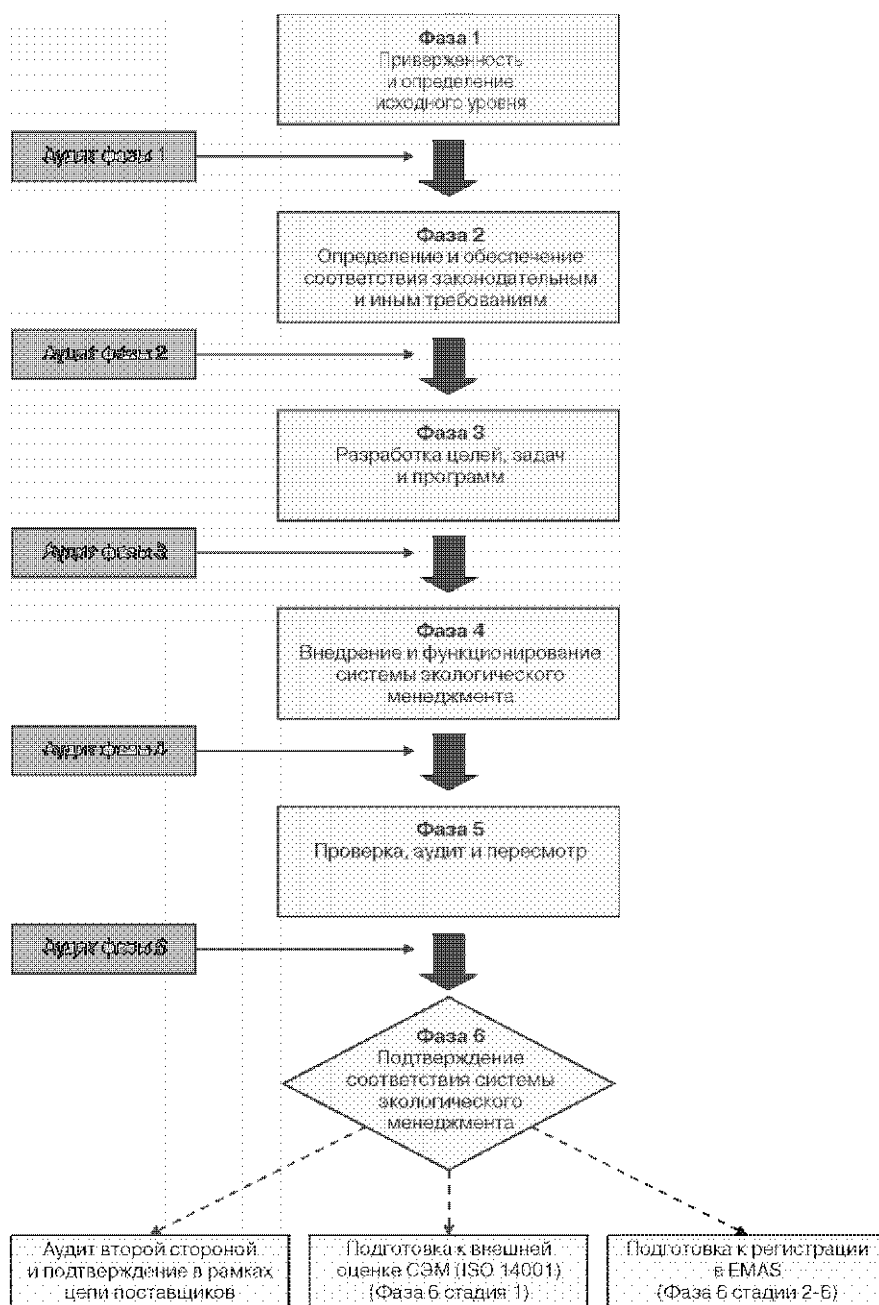 Фаза 1
Приверженность
и определение
исходного уровня
Аудит фазы 1
Фаза 2
Определение и обеспечение
соответствия законодательным
и иным требованиям
Аудит фазы 2
Фаза 3
Разработка целей, задач
и программ
Аудит фазы 3
Фаза 4
Внедрение и функционирование
системы экологического
менеджмента
Аудит фазы 4
Фаза 5
Проверка, аудит и пересмотр
Аудит фазы 5
Фаза 6
Подтверждение
соответствия системы
экологического
менеджмента
Аудит второй стороной
и подтверждение в рамках
цепи поставщиков
Подготовка к внешней
оценке СЭМ (ISO 14001)
(Фаза 6 стадия 1)
Подготовка к регистрации
в EMAS
(Фаза 6 стадии 2-6)